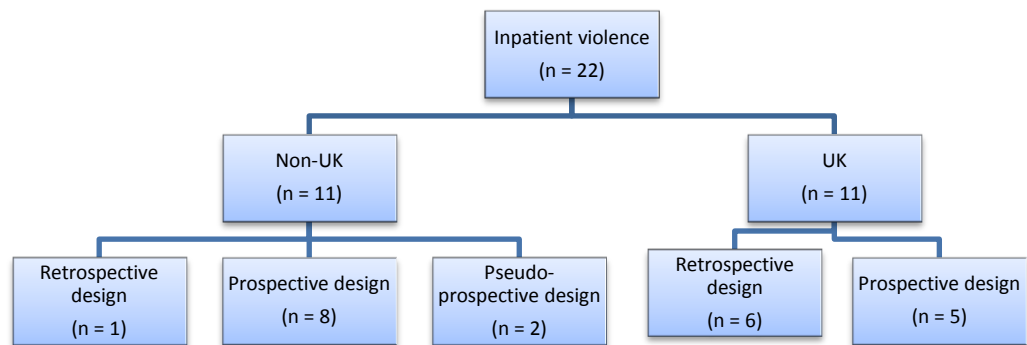 Inpatient violence
(n = 22)
Non-UK
(n = 11)
UK
(n = 11)
Retrospective
design
(n = 1)
Prospective design
(n = 8)
Pseudo-
prospective design
(n = 2)
Retrospective
design
(n = 6)
Prospective design
(n = 5)